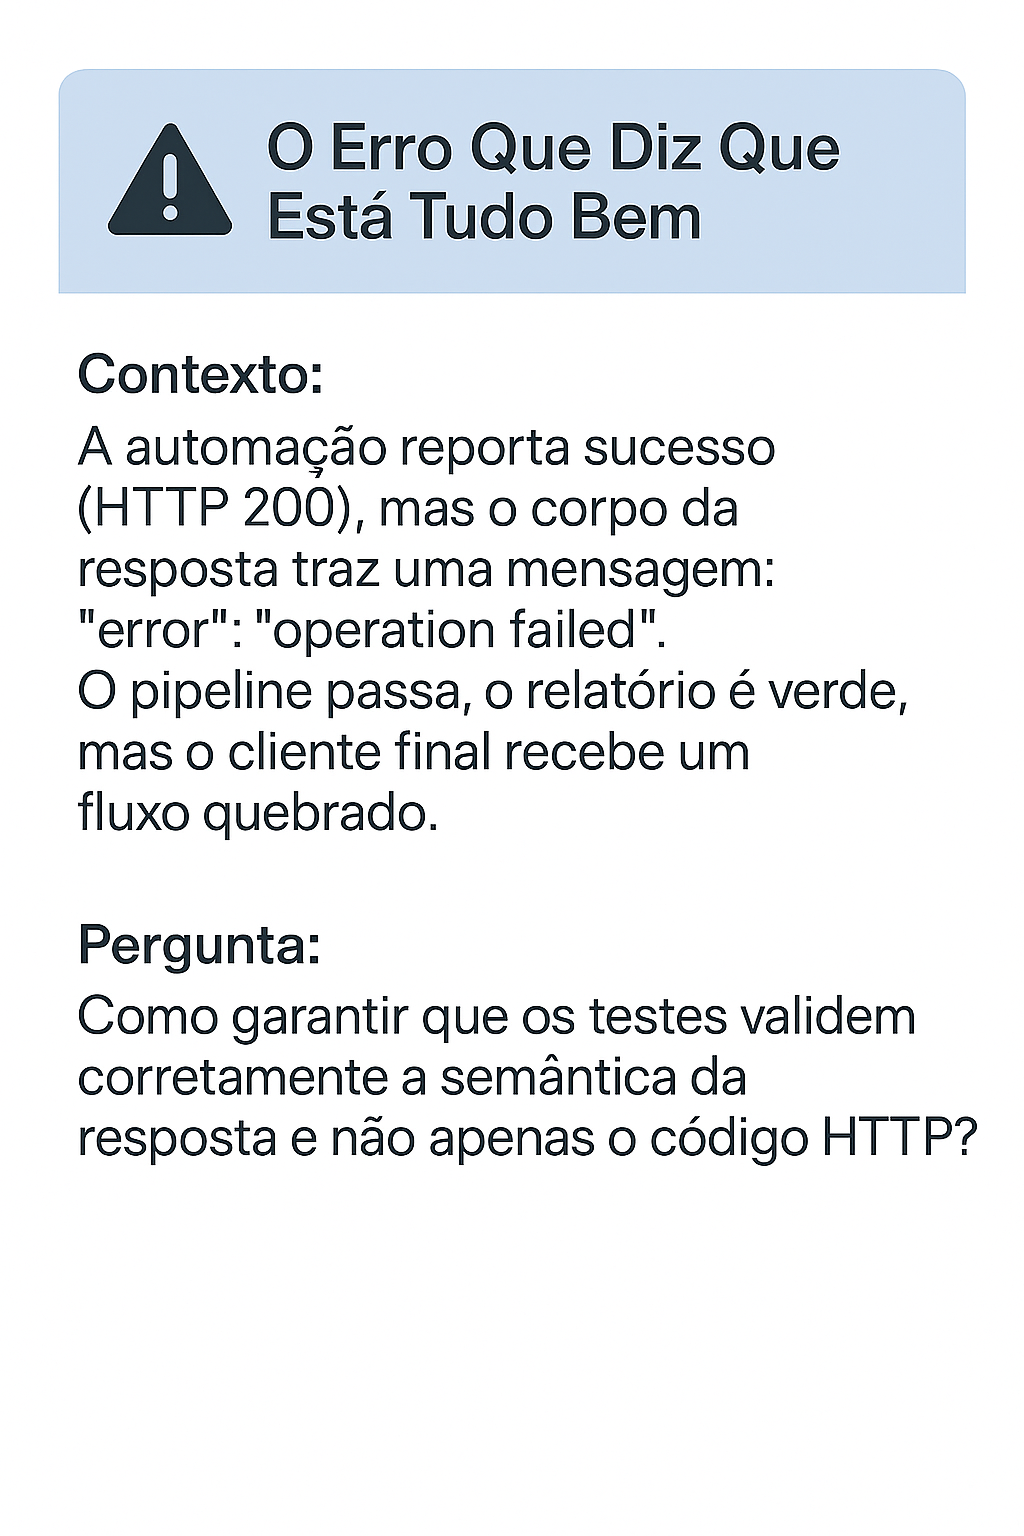 O Erro Que Diz Que
Está Tudo Bem
Contexto:
A automação reporta sucesso
(HTTP 200), mas o corpo da
resposta traz uma mensagem:
"error": "operation failed".
O pipeline passa, o relatório é verde,
mas o cliente final recebe um
fluxo quebrado.
Pergunta:
Como garantir que os testes validem
corretamente a semântica da
resposta e não apenas o código HTTP?